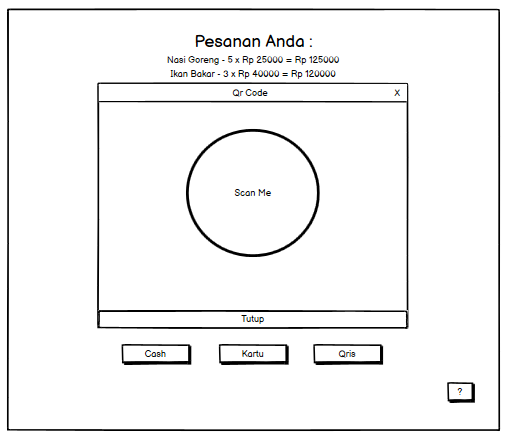 Pesanan Anda :
Nasi Goreng - 5 x Rp 25000 = Rp 125000
Ikan Bakar - 3 x Rp 40000 = Rp 120000
Qr Code X
Scan Me
Tutup
Cash Kartu Qris
?